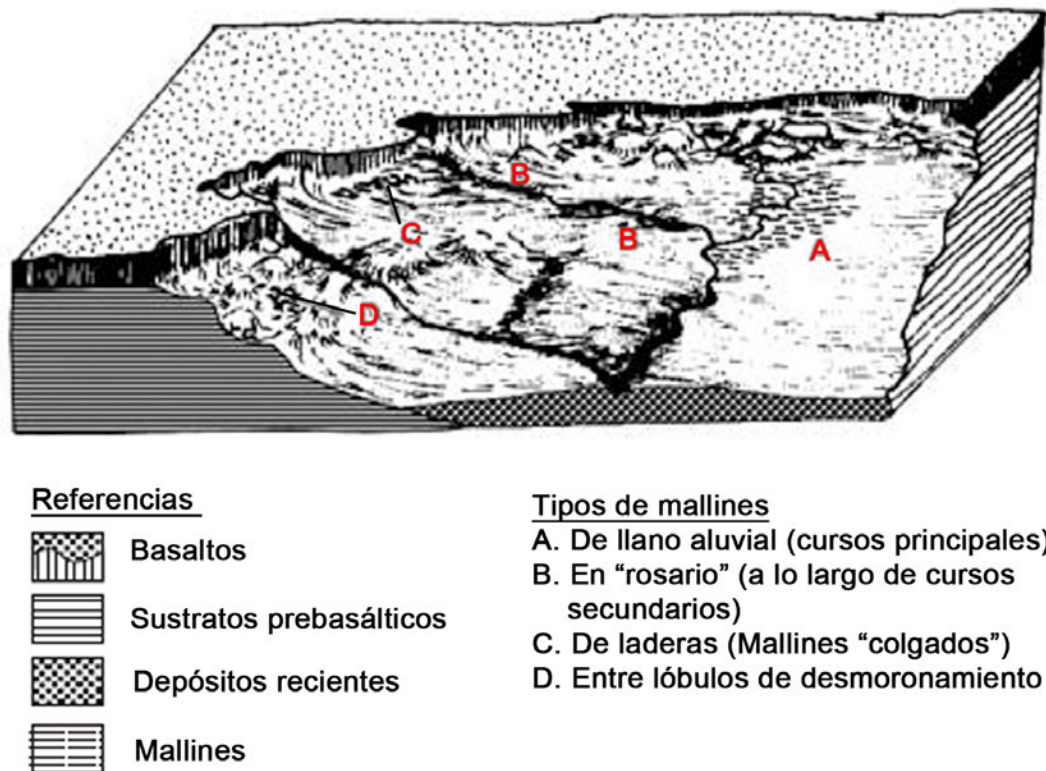 B
C
B
A
D
Referencias
Basaltos
Sustratos prebasálticos
Depósitos recientes
Mallines
Tipos de mallines
A. De llano aluvial (cursos principales)
B. En “rosario” (a lo largo de cursos
secundarios)
C. De laderas (Mallines “colgados”)
D. Entre lóbulos de desmoronamiento